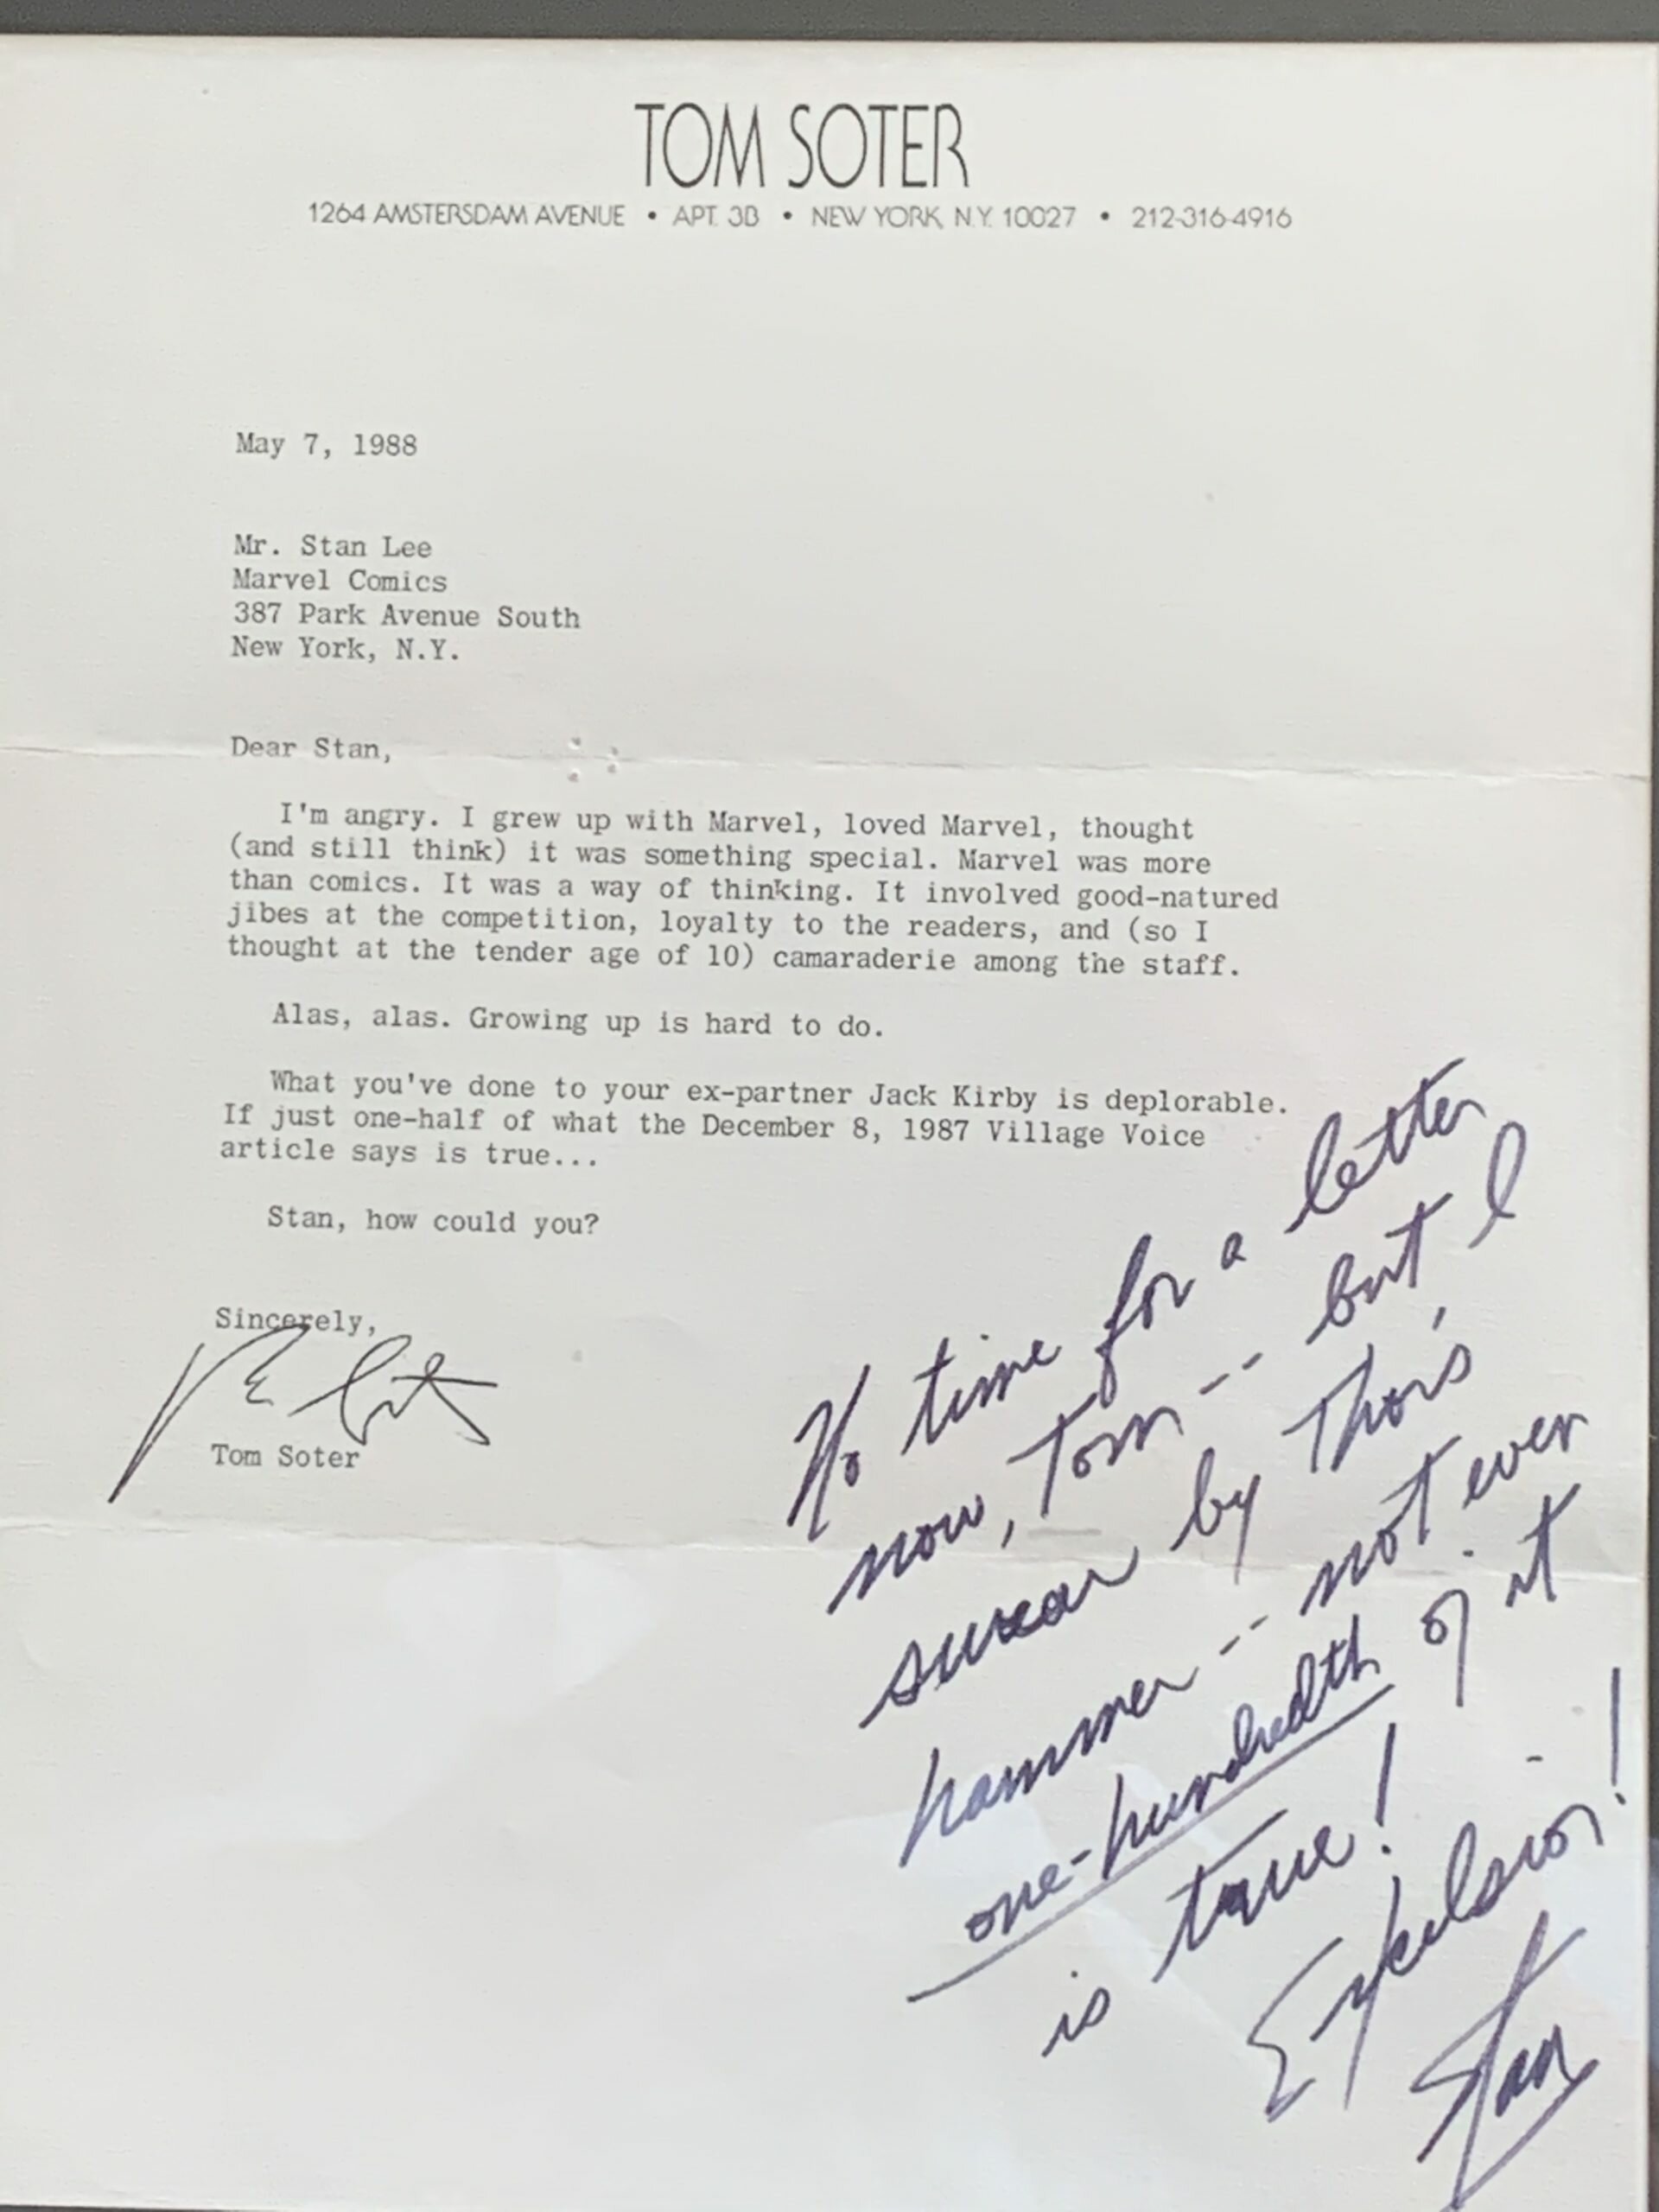 TOM SOTER
1264 AMSTERSDAM AVENUE • APT. 3B • NEW YORK, N.Y. 10027 • 212-316-4916
May 7, 1988
Mr. Stan Lee
Marvel Comics
387 Park Avenue South
New York, N.Y.
Dear Stan,
I'm angry. I grew up with Marvel, loved Marvel, thought
(and still think) it was something special. Marvel was more
than comics. It was a way of thinking. It involved good-natured
jibes at the competition, loyalty to the readers, and (so I
thought at the tender age of 10) camaraderie among the staff.
Alas, alas. Growing up is hard to do.
What you've done to your ex-partner Jack Kirby is deplorable.
If just one-half of what the December 8, 1987 Village Voice
article says is true...
Stan, how could you?
Sincerely,
Tom Soter
No time for a letter
now, Tom -- but I
swear by Thor's
hammer -- not even
one-hundredth of it
is true!
Excelsior!
Stan